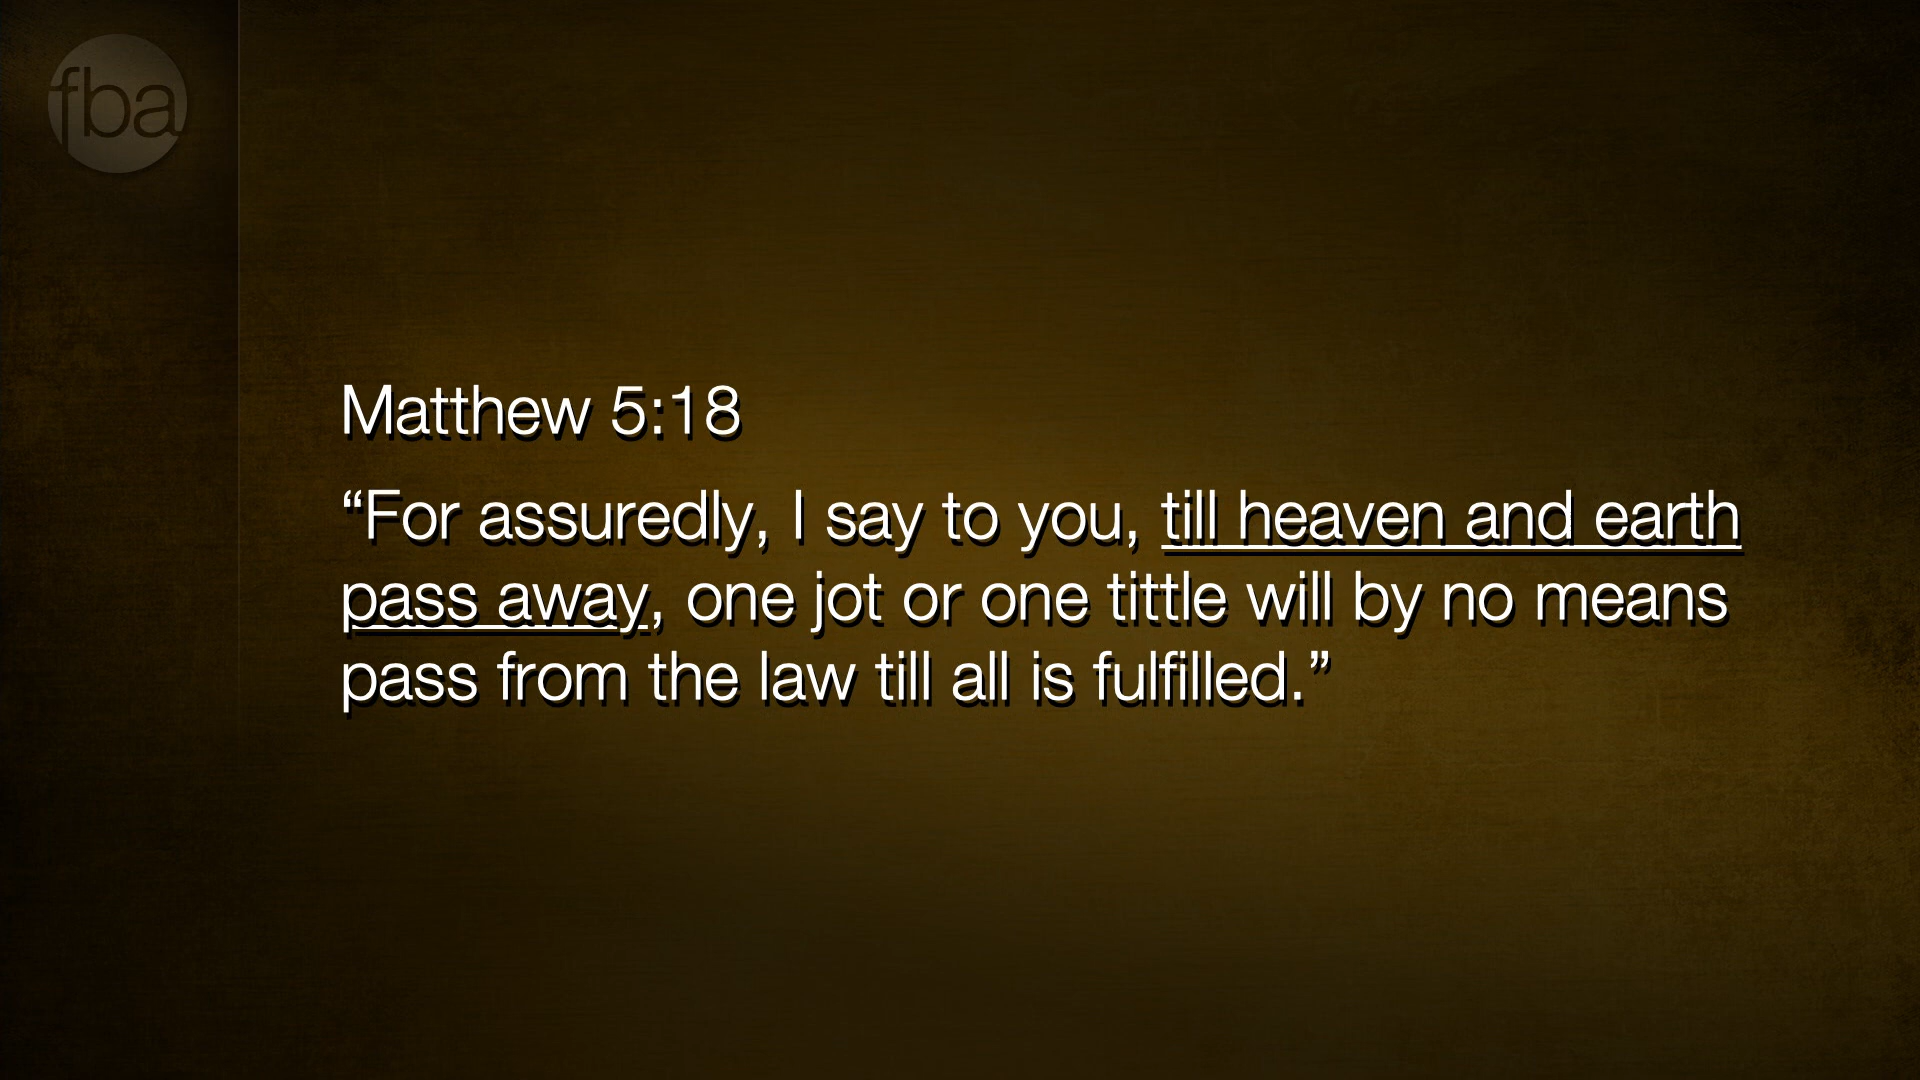 fba
Matthew 5:18
“For assuredly, I say to you, till heaven and earth
pass away, one jot or one tittle will by no means
pass from the law till all is fulfilled.”